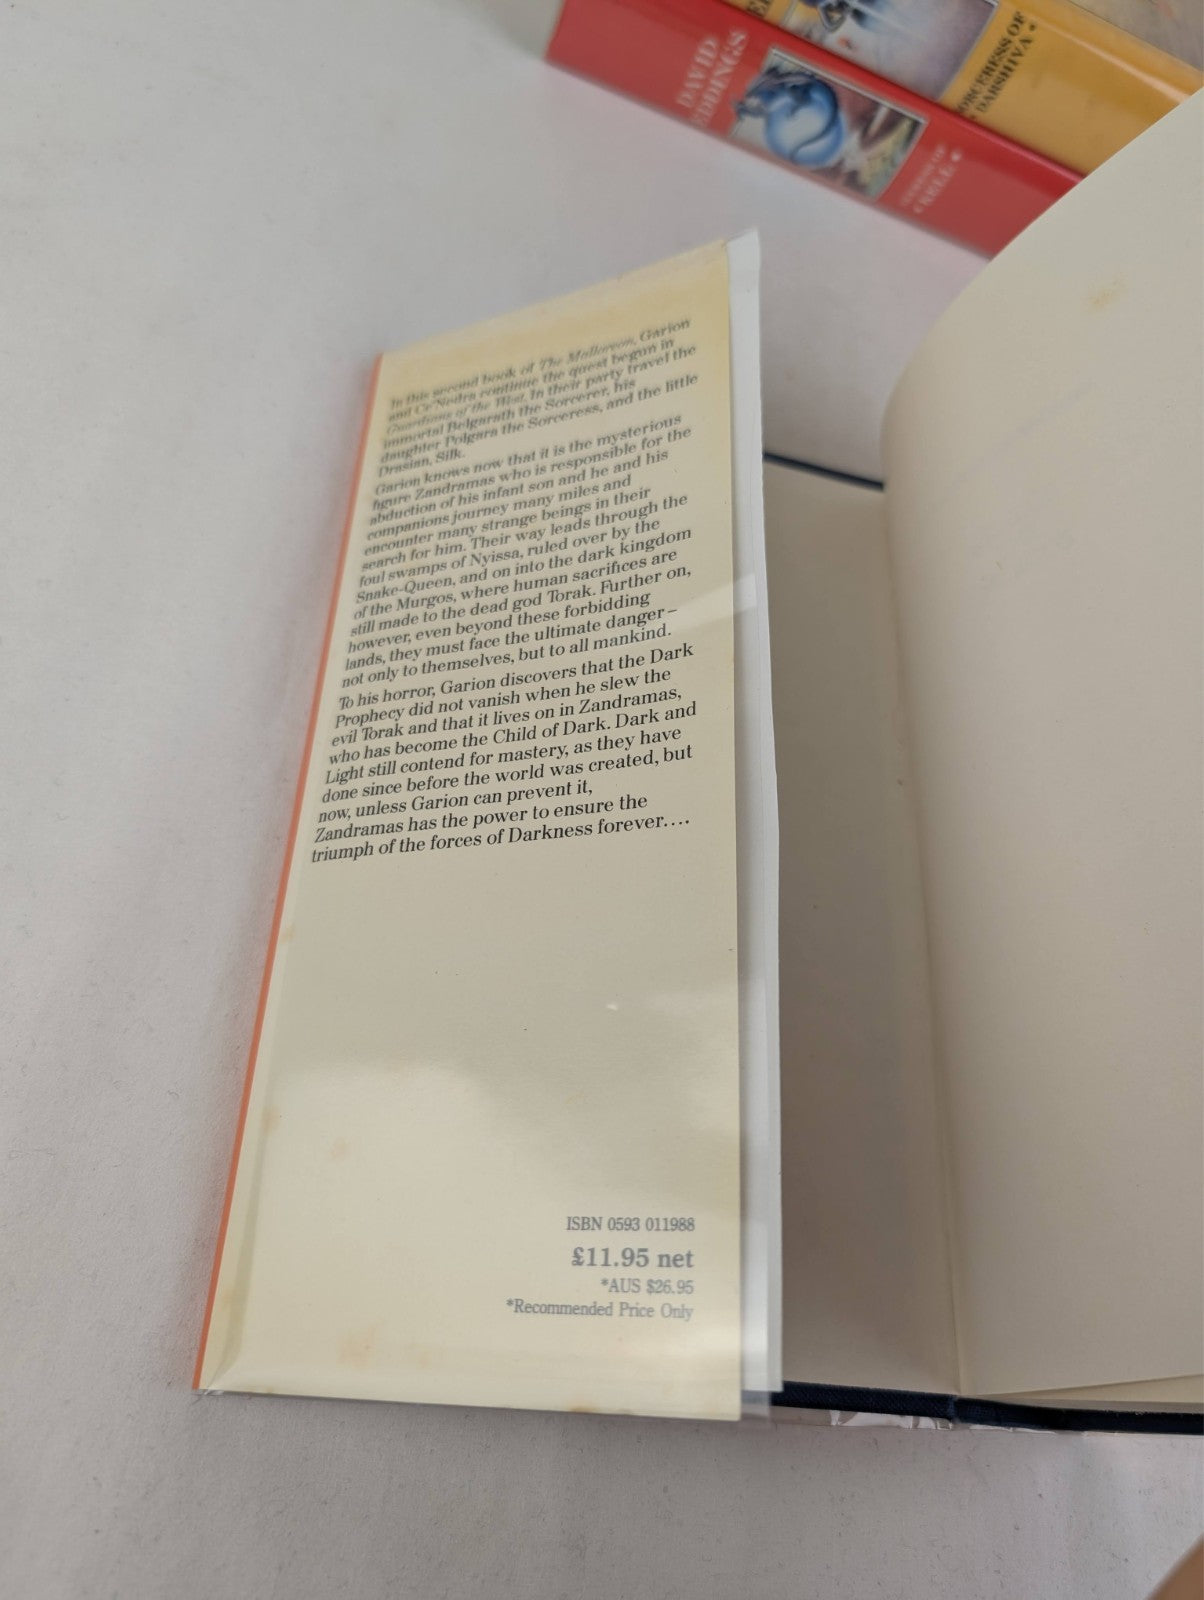 DAVID
EDDINGS
SORCERESS OF
DARSHIVA
CKELL
In this second book of The Mallorean, Garion
and Ce'Nedra continue the quest begun in
Guardians of the West. In their party travel the
immortal Belgarath the Sorcerer, his
daughter Polgara the Sorceress, and the little
Drasian, Silk.
Garion knows now that it is the mysterious
figure Zandramas who is responsible for the
abduction of his infant son and he and his
companions journey many miles and
encounter many strange beings in their
search for him. Their way leads through the
foul swamps of Nyissa, ruled over by the
Snake-Queen, and on into the dark kingdom
of the Murgos, where human sacrifices are
still made to the dead god Torak. Further on,
however, even beyond these forbidding
lands, they must face the ultimate danger –
not only to themselves, but to all mankind.
To his horror, Garion discovers that the Dark
Prophecy did not vanish when he slew the
evil Torak and that it lives on in Zandramas,
who has become the Child of Dark. Dark and
Light still contend for mastery, as they have
done since before the world was created, but
now, unless Garion can prevent it,
Zandramas has the power to ensure the
triumph of the forces of Darkness forever....
ISBN 0593 011988
£11.95 net
*AUS $26.95
*Recommended Price Only